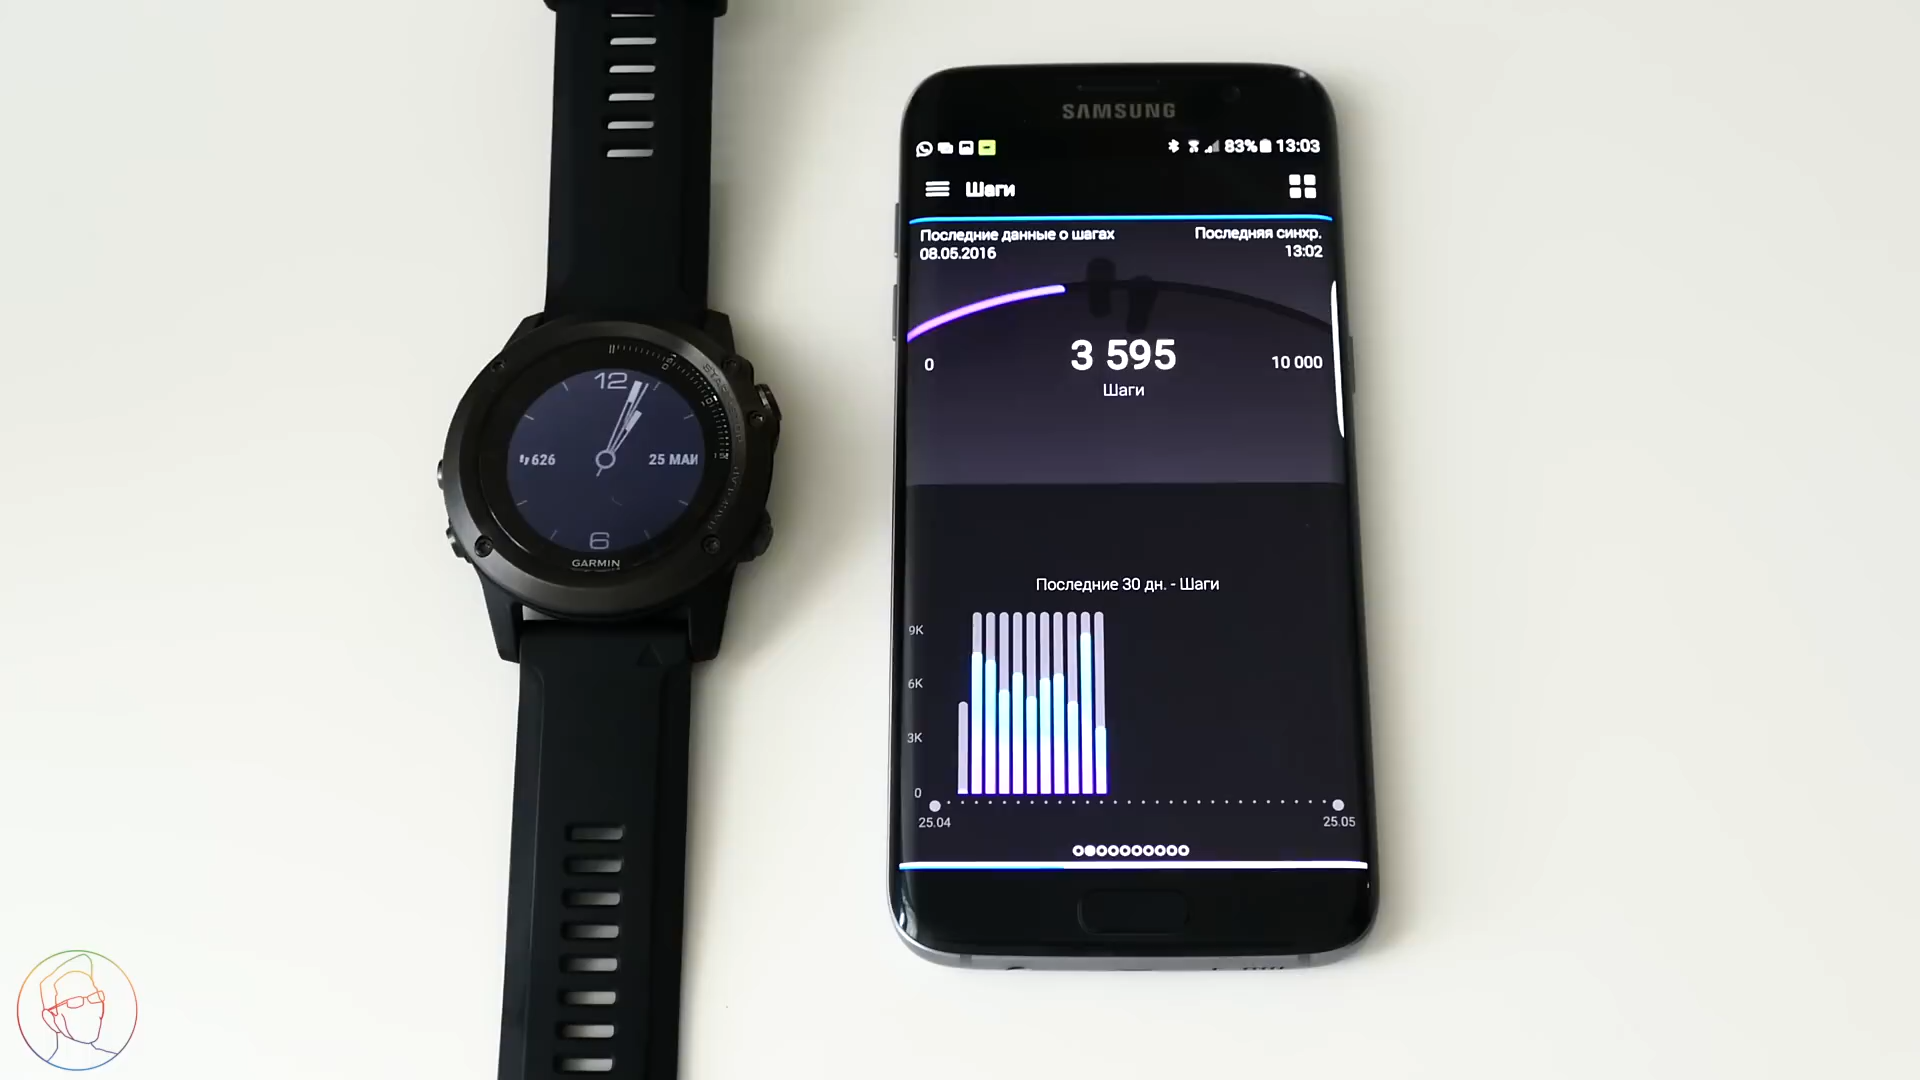 12
626
25 МАЙ
6
GARMIN
SAMSUNG
83% 13:03
Шаги
Последние данные о шагах
08.05.2016
Последняя синхр.
13:02
3 595
0
10 000
Шаги
Последние 30 дн. - Шаги
9K
6K
3K
0
25.04
25.05